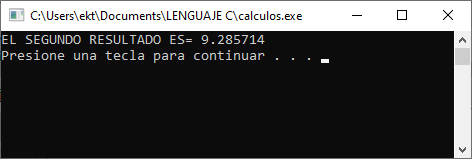 C:\Users\ekt\Documents\LENGUAJE C\calculos.exe
EL SEGUNDO RESULTADO ES= 9.285714
Presione una tecla para continuar . . .